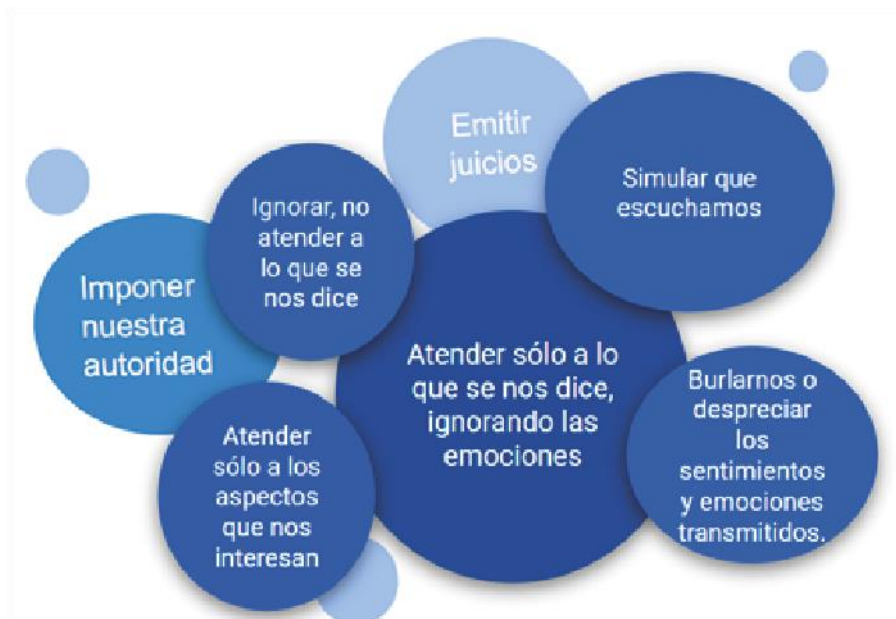 Emitir
juicios
Simular que
escuchamos
Ignorar, no
atender a
lo que se
nos dice
Imponer
nuestra
autoridad
Atender sólo a lo
que se nos dice,
ignorando las
emociones
Burlarnos o
despreciar
los
sentimientos
y emociones
transmitidos.
Atender
sólo a los
aspectos
que nos
interesan